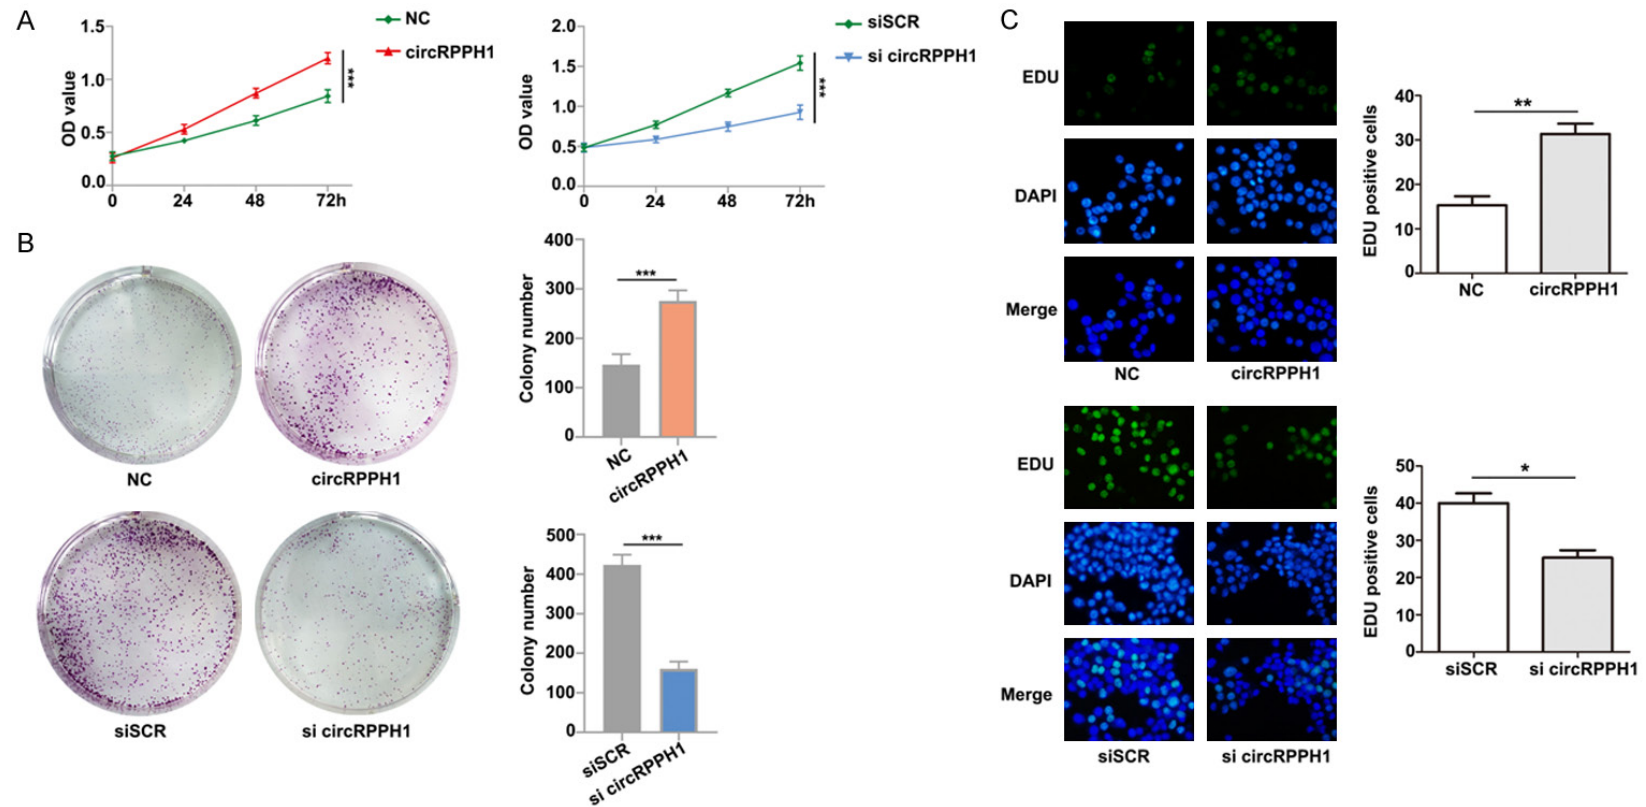 A
1.5
1.0
0.5
0.0
OD value
0
24
48
72h
NC
circRPPH1
***
2.0
1.5
1.0
0.5
0.0
OD value
0
24
48
72h
siSCR
si circRPPH1
***
B
NC
circRPPH1
siSCR
si circRPPH1
400
300
200
100
0
Colony number
***
NC
circRPPH1
500
400
300
200
100
0
Colony number
***
siSCR
si circRPPH1
C
EDU
DAPI
Merge
NC
circRPPH1
40
30
20
10
0
EDU positive cells
**
NC
circRPPH1
EDU
DAPI
Merge
siSCR
si circRPPH1
50
40
30
20
10
0
EDU positive cells
*
siSCR
si circRPPH1